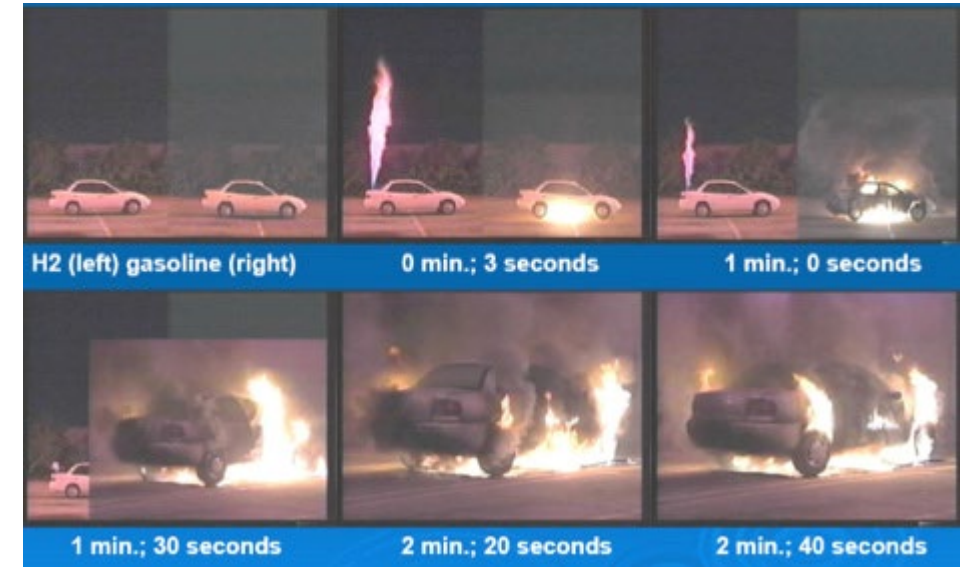 H2 (left) gasoline (right)
0 min.; 3 seconds
1 min.; 0 seconds
1 min.; 30 seconds
2 min.; 20 seconds
2 min.; 40 seconds